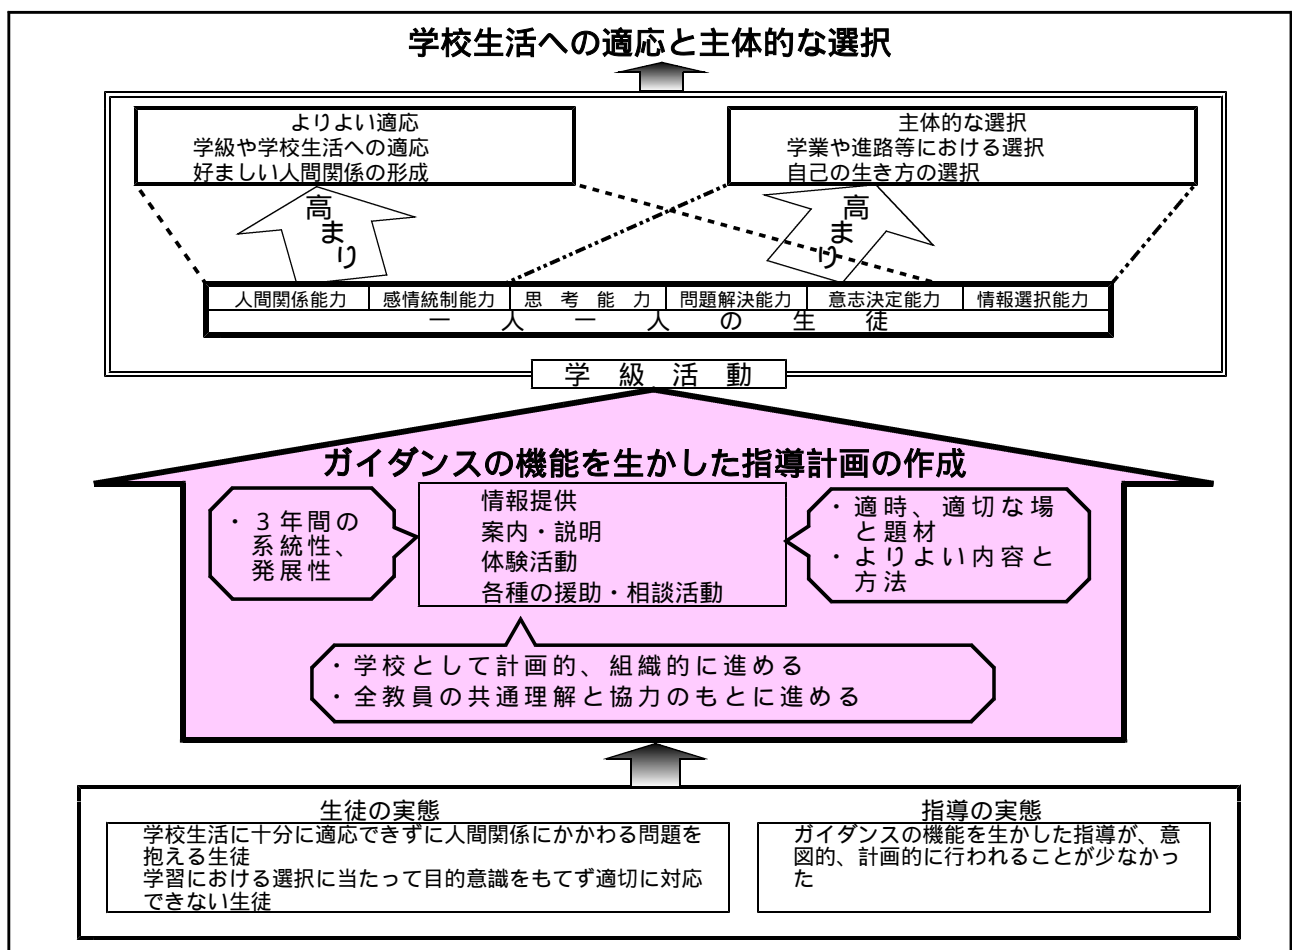 学校生活への適応と主体的な選択
よりよい適応
学級や学校生活への適応
好ましい人間関係の形成
主体的な選択
学業や進路等における選択
自己の生き方の選択
高まり
高まり
人間関係能力 感情統制能力 思考能力 問題解決能力 意志決定能力 情報選択能力
一人一人の生徒
学級活動
ガイダンスの機能を生かした指導計画の作成
・３年間の
系統性、
発展性
情報提供
案内・説明
体験活動
各種の援助・相談活動
・適時、適切な場
と題材
・よりよい内容と
方法
・学校として計画的、組織的に進める
・全教員の共通理解と協力のもとに進める
生徒の実態
学校生活に十分に適応できずに人間関係にかかわる問題を
抱える生徒
学習における選択に当たって目的意識をもてず適切に対応
できない生徒
指導の実態
ガイダンスの機能を生かした指導が、意
図的、計画的に行われることが少なかっ
た